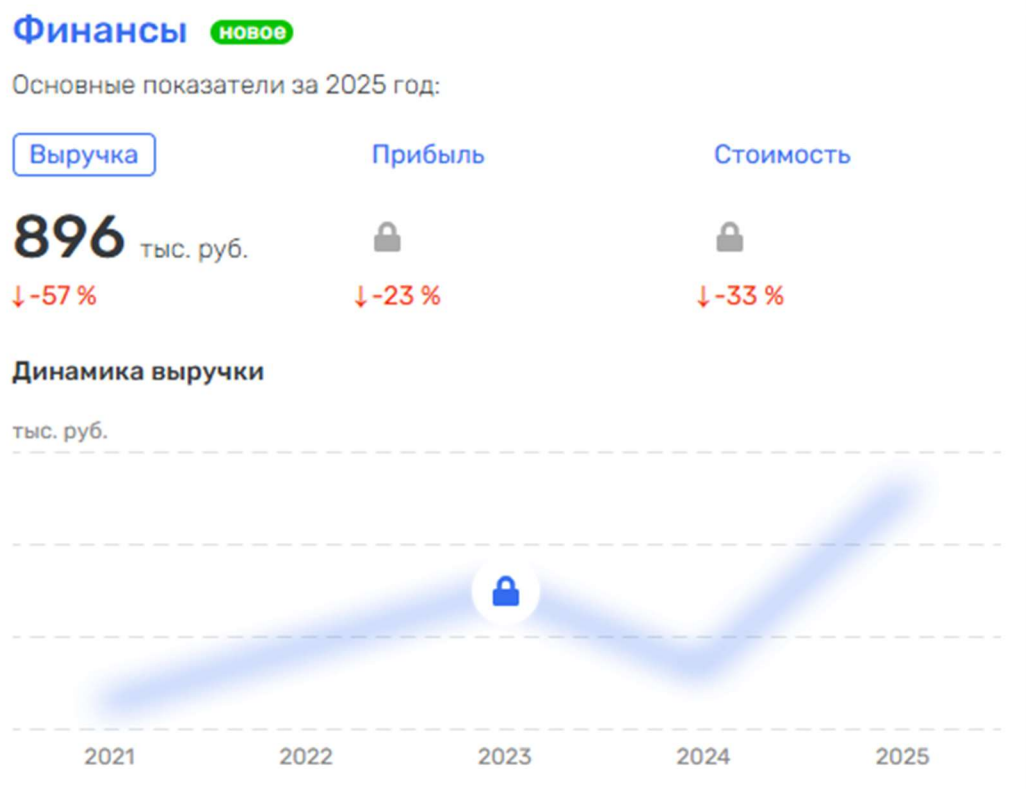 Финансы новое
Основные показатели за 2025 год:
Выручка Прибыль Стоимость
896 тыс. руб.
↓-57 % ↓-23 % ↓-33 %
Динамика выручки
тыс. руб.
2021 2022 2023 2024 2025